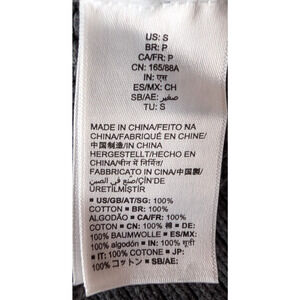 US: S
BR: P
CA/FR: P
CN: 165/88A
IN: एस
ES/MX: CH
SB/AE: صغير
TU: S
MADE IN CHINA/FEITO NA
CHINA/FABRIQUÉ EN CHINE/
中国制造/IN CHINA
HERGESTELLT/HECHO EN
CHINA/चीन में निर्मित/
FABBRICATO IN CINA/中国製/
صنع في الصين/ÇİN'DE
ÜRETİLMİŞTİR
■ US/GB/AT/SG: 100%
COTTON ■ BR: 100%
ALGODÃO ■ CA/FR: 100%
COTON ■ CN: 100% 棉 ■ DE:
100% BAUMWOLLE ■ ES/MX:
100% algodón ■ IN: 100% सूती
■ IT: 100% COTONE ■ JP:
100% コットン ■ SB/AE: